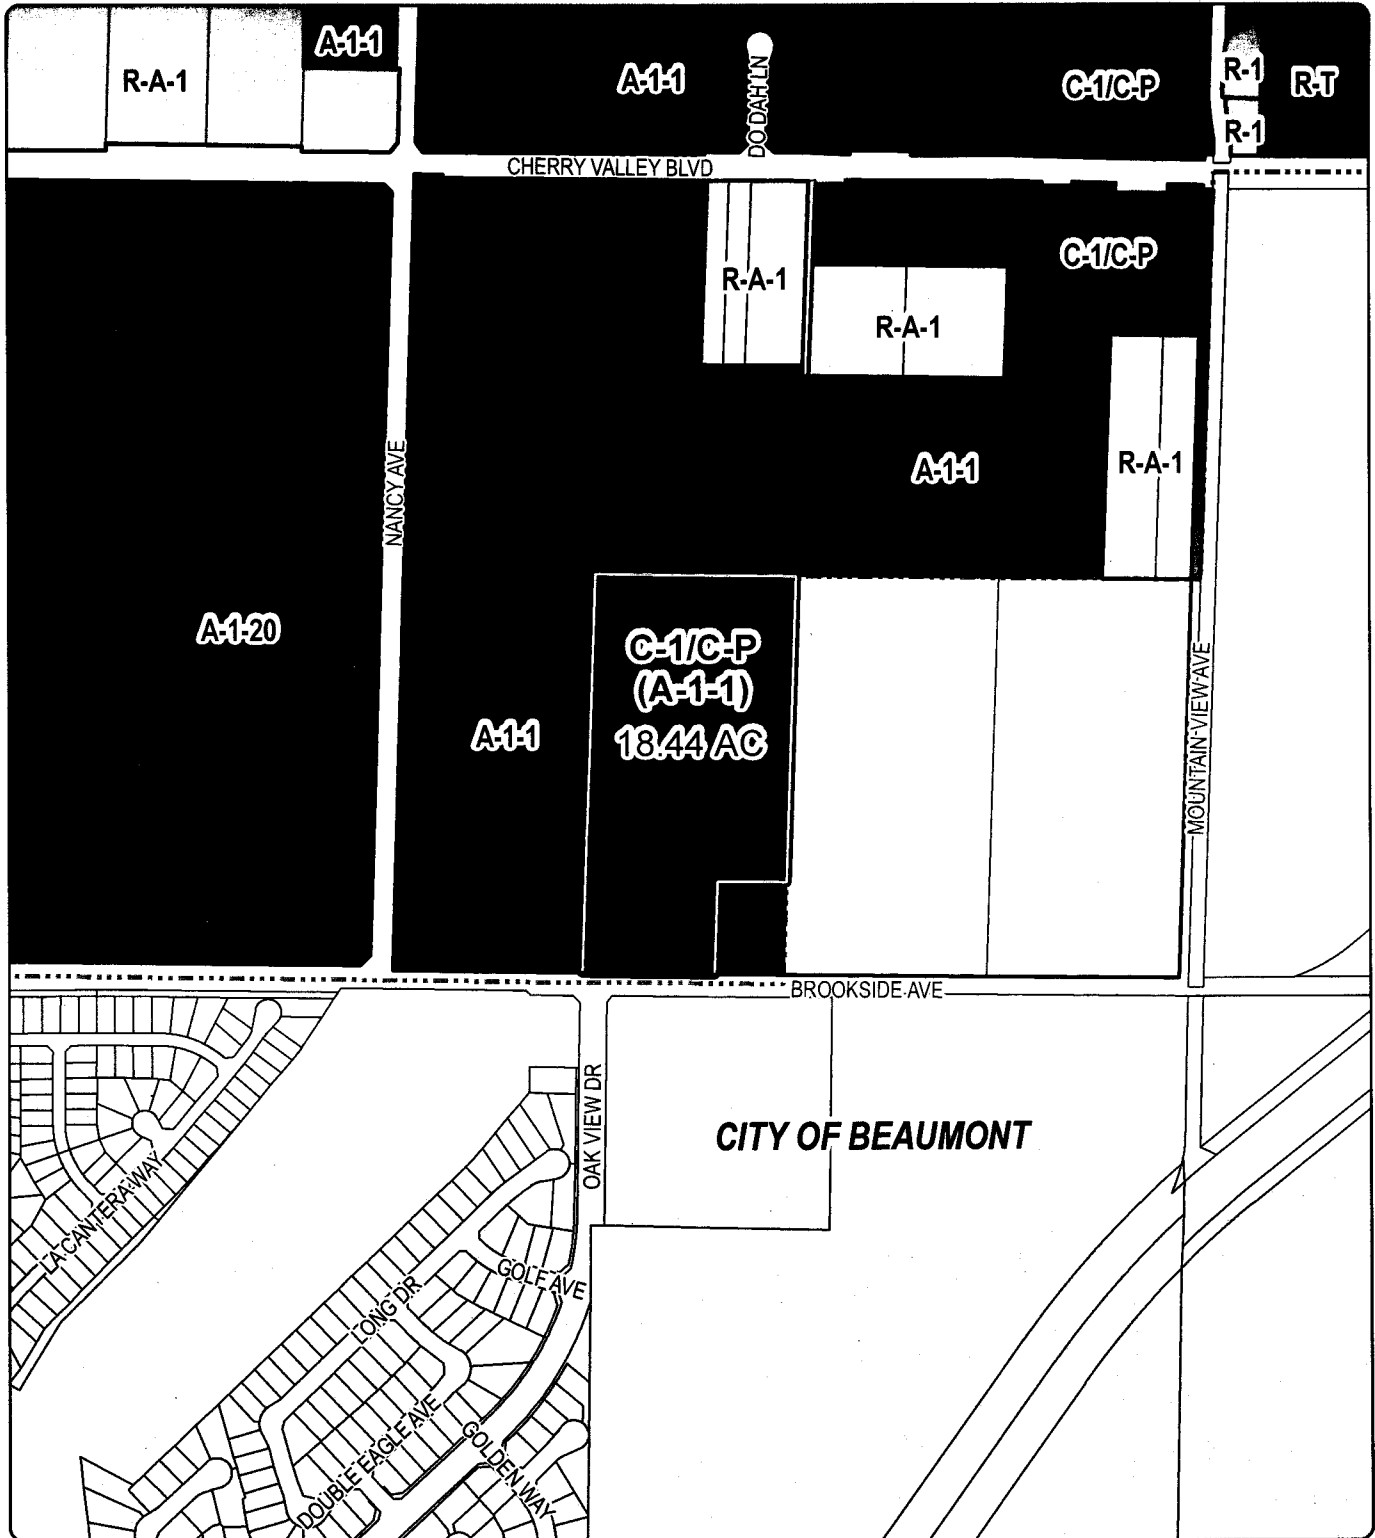 A-1-1
R-A-1
A-1-1
DO DAH LN
C-1/C-P
R-1
R-T
R-1
CHERRY VALLEY BLVD
C-1/C-P
R-A-1
R-A-1
NANCY AVE
A-1-1
R-A-1
A-1-20
C-1/C-P
(A-1-1)
18.44 AC
A-1-1
MOUNTAIN VIEW AVE
BROOKSIDE AVE
OAK VIEW DR
CITY OF BEAUMONT
LA CANTERA WAY
GOLF AVE
LONG DR
DOUBLE EAGLE AVE
GOLDEN WAY